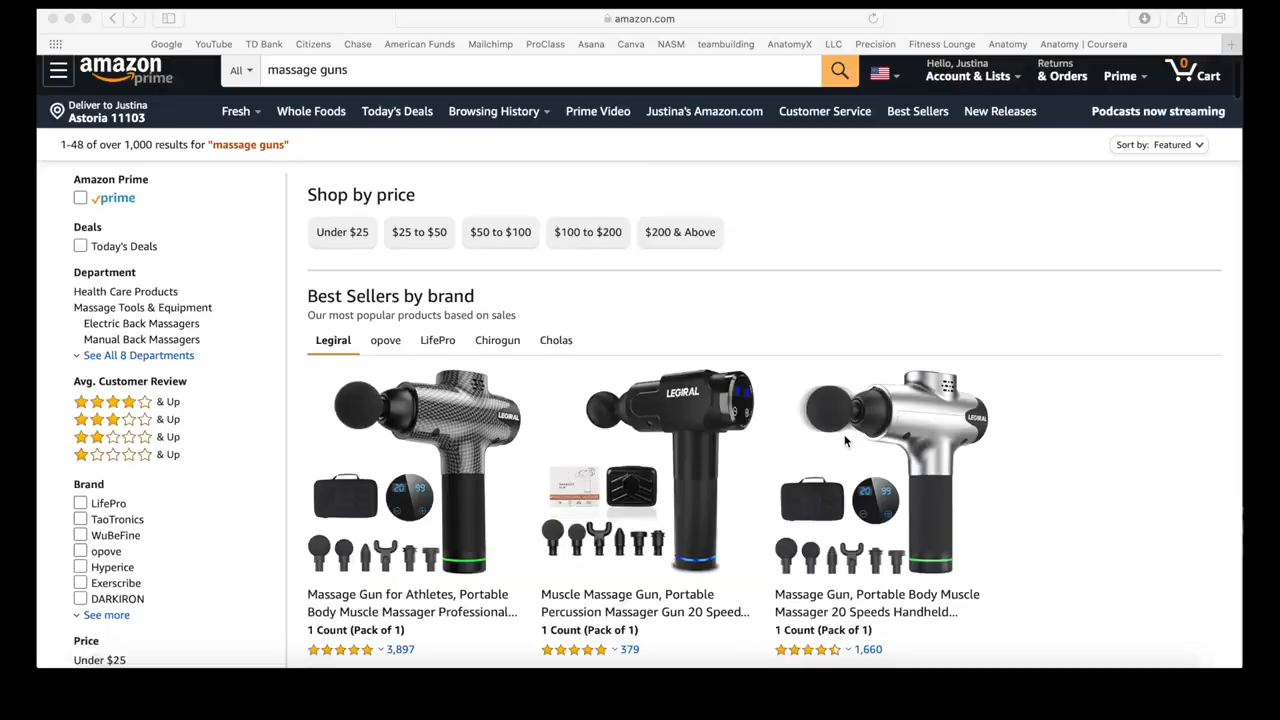 amazon.com
Google YouTube TD Bank Citizens Chase American Funds Mailchimp ProClass Asana Canva NASM teambuilding AnatomyX LLC Precision Fitness Lounge Anatomy Anatomy | Coursera
amazon prime
All
massage guns
Hello, Justina
Account & Lists
Returns
& Orders
Prime
0
Cart
Deliver to Justina
Astoria 11103
Fresh Whole Foods Today's Deals Browsing History Prime Video Justina's Amazon.com Customer Service Best Sellers New Releases Podcasts now streaming
1-48 of over 1,000 results for "massage guns"
Sort by: Featured
Amazon Prime
prime
Deals
Today's Deals
Department
Health Care Products
Massage Tools & Equipment
Electric Back Massagers
Manual Back Massagers
See All 8 Departments
Avg. Customer Review
& Up
& Up
& Up
& Up
Brand
LifePro
TaoTronics
WuBeFine
opove
Hyperice
Exerscribe
DARKIRON
See more
Price
Under $25
Shop by price
Under $25 $25 to $50 $50 to $100 $100 to $200 $200 & Above
Best Sellers by brand
Our most popular products based on sales
Legiral opove LifePro Chirogun Cholas
LEGIRAL
20 99
Massage Gun for Athletes, Portable
Body Muscle Massager Professional...
1 Count (Pack of 1)
3,897
LEGIRAL
Muscle Massage Gun, Portable
Percussion Massager Gun 20 Speed...
1 Count (Pack of 1)
379
LEGIRAL
20 99
Massage Gun, Portable Body Muscle
Massager 20 Speeds Handheld...
1 Count (Pack of 1)
1,660